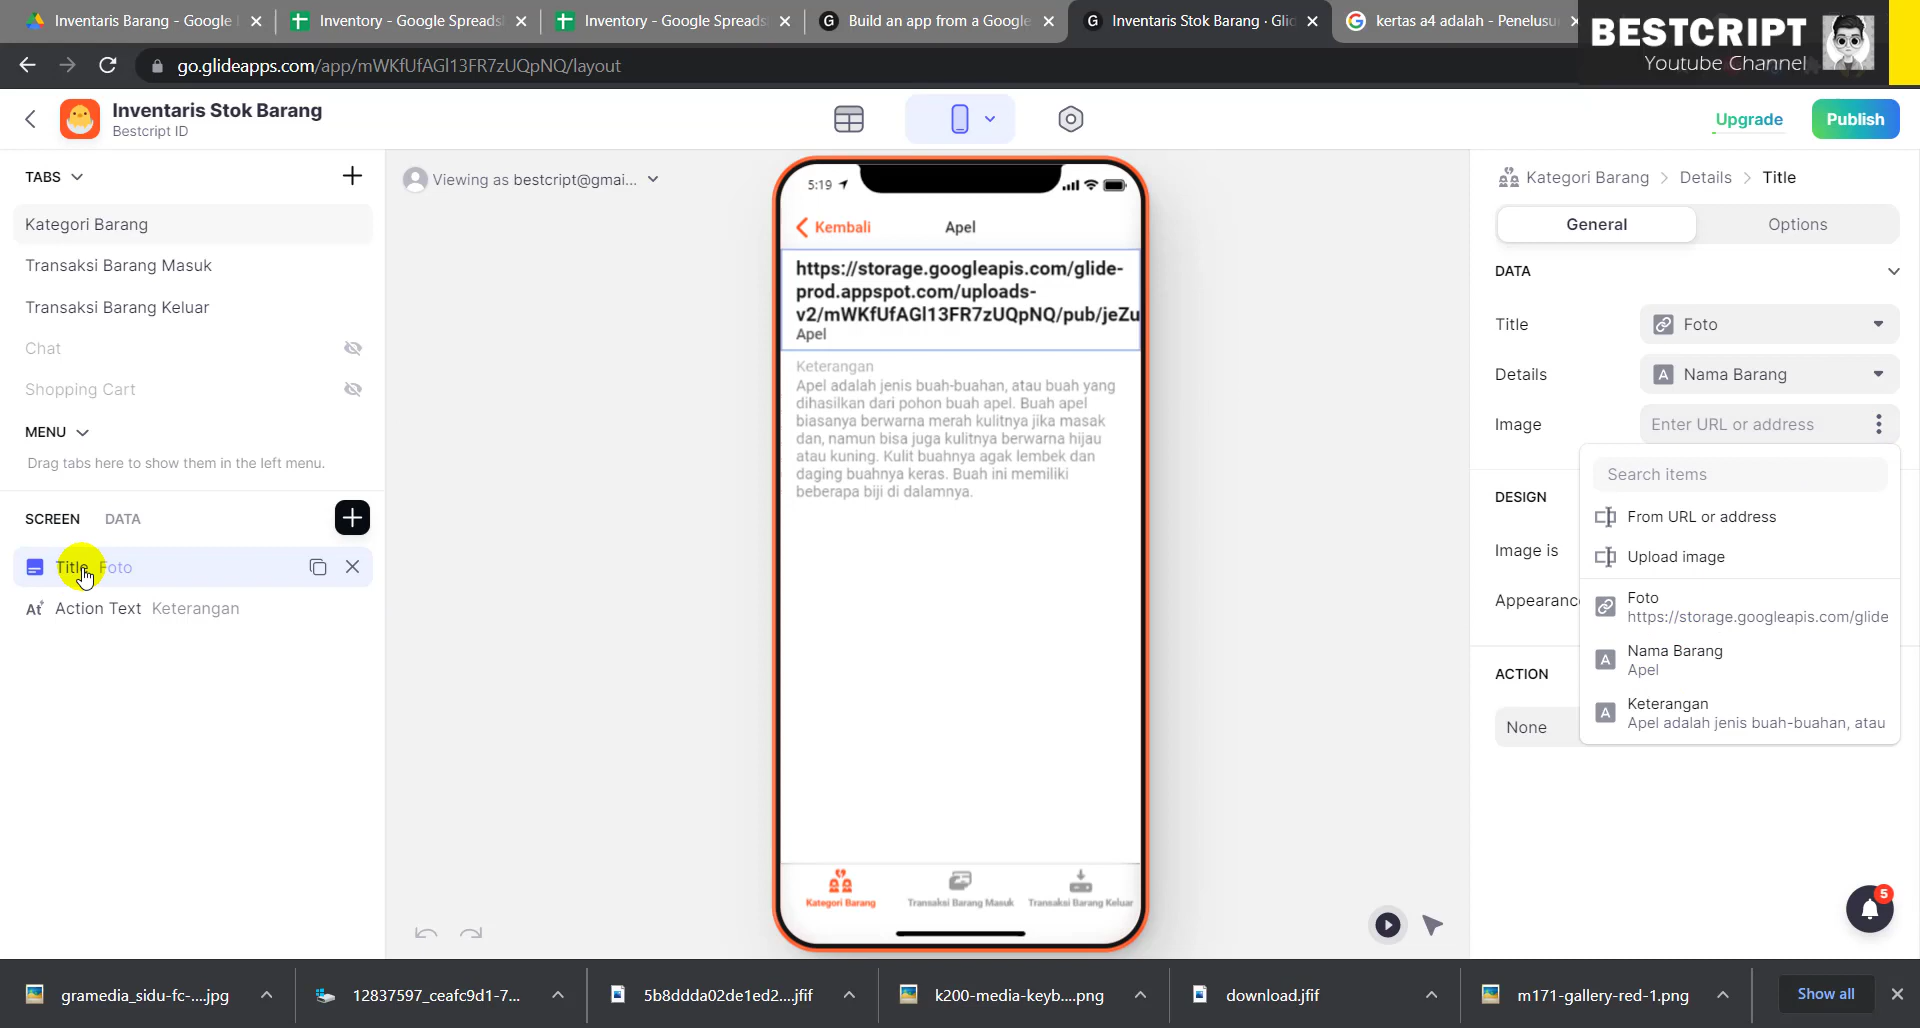 Inventaris Barang - Google
Inventory - Google Spreads
Inventory - Google Spreads
Build an app from a Google
Inventaris Stok Barang · Gli
kertas a4 adalah - Penelusu
BESTCRIPT
Youtube Channel
go.glideapps.com/app/mWKfUfAGl13FR7zUQpNQ/layout
Inventaris Stok Barang
Bestcript ID
Upgrade
Publish
TABS
Kategori Barang
Transaksi Barang Masuk
Transaksi Barang Keluar
Chat
Shopping Cart
MENU
Drag tabs here to show them in the left menu.
SCREEN
DATA
Title Foto
Action Text Keterangan
Viewing as bestcript@gmai...
5:19
Kembali
Apel
https://storage.googleapis.com/glide-
prod.appspot.com/uploads-
v2/mWKfUfAGl13FR7zUQpNQ/pub/jeZu
Apel
Keterangan
Apel adalah jenis buah-buahan, atau buah yang
dihasilkan dari pohon buah apel. Buah apel
biasanya berwarna merah kulitnya jika masak
dan, namun bisa juga kulitnya berwarna hijau
atau kuning. Kulit buahnya agak lembek dan
daging buahnya keras. Buah ini memiliki
beberapa biji di dalamnya.
Kategori Barang
Transaksi Barang Masuk
Transaksi Barang Keluar
Kategori Barang > Details > Title
General
Options
DATA
Title
Foto
Details
Nama Barang
Image
Enter URL or address
Search items
From URL or address
Upload image
Foto
https://storage.googleapis.com/glide
Nama Barang
Apel
Keterangan
Apel adalah jenis buah-buahan, atau
DESIGN
Image is
Appearanc
ACTION
None
5
gramedia_sidu-fc-....jpg
12837597_ceafc9d1-7...
5b8ddda02de1ed2....jfif
k200-media-keyb....png
download.jfif
m171-gallery-red-1.png
Show all